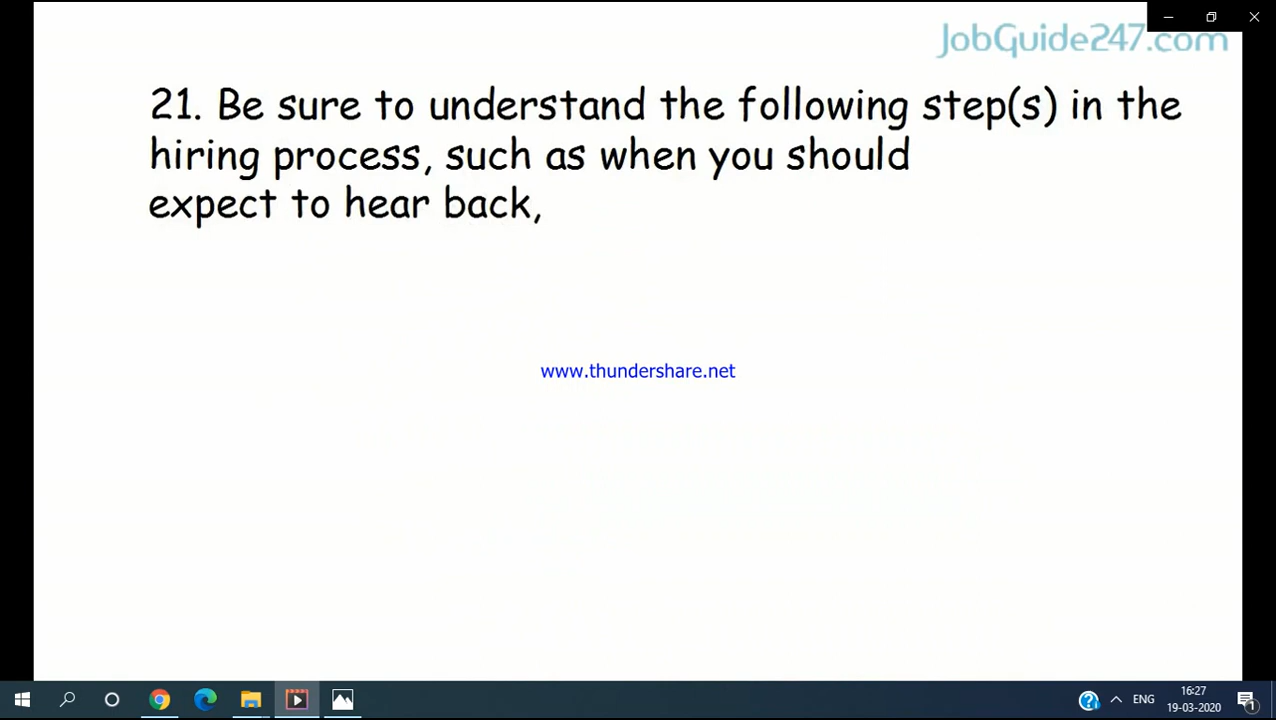 JobGuide247.com
21. Be sure to understand the following step(s) in the
hiring process, such as when you should
expect to hear back,
www.thundershare.net
ENG
16:27
19-03-2020
1